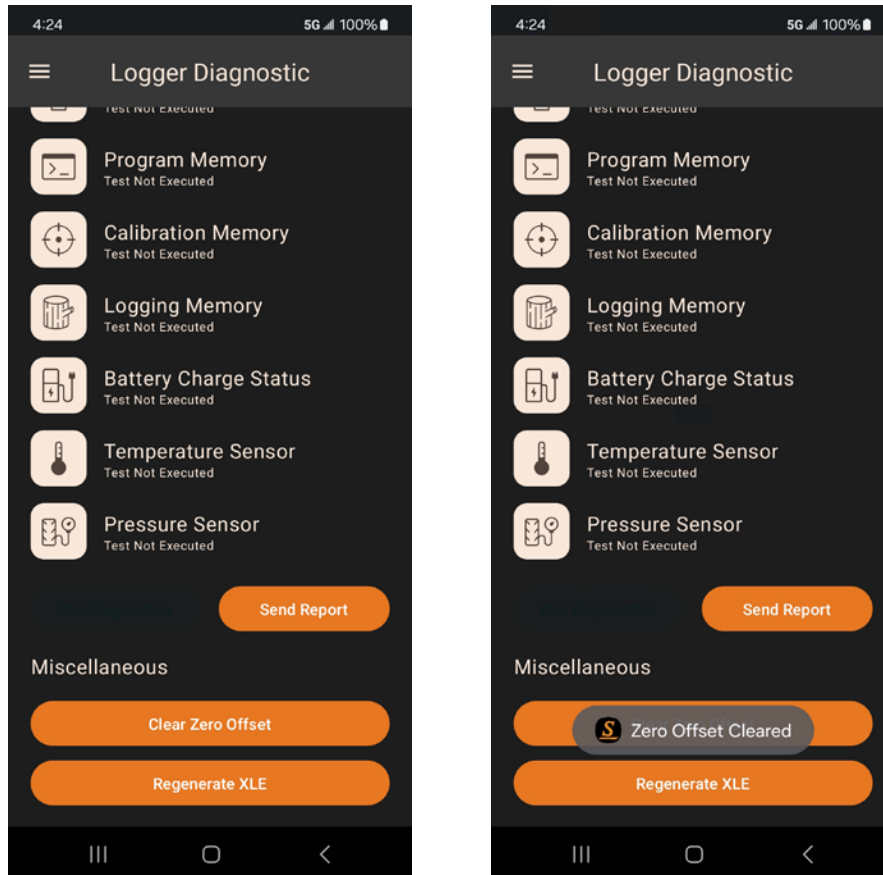 4:24
5G 100%
Logger Diagnostic
Test Not Executed
Program Memory
Test Not Executed
Calibration Memory
Test Not Executed
Logging Memory
Test Not Executed
Battery Charge Status
Test Not Executed
Temperature Sensor
Test Not Executed
Pressure Sensor
Test Not Executed
Send Report
Miscellaneous
Clear Zero Offset
Regenerate XLE
4:24
5G 100%
Logger Diagnostic
Test Not Executed
Program Memory
Test Not Executed
Calibration Memory
Test Not Executed
Logging Memory
Test Not Executed
Battery Charge Status
Test Not Executed
Temperature Sensor
Test Not Executed
Pressure Sensor
Test Not Executed
Send Report
Miscellaneous
S Zero Offset Cleared
Regenerate XLE